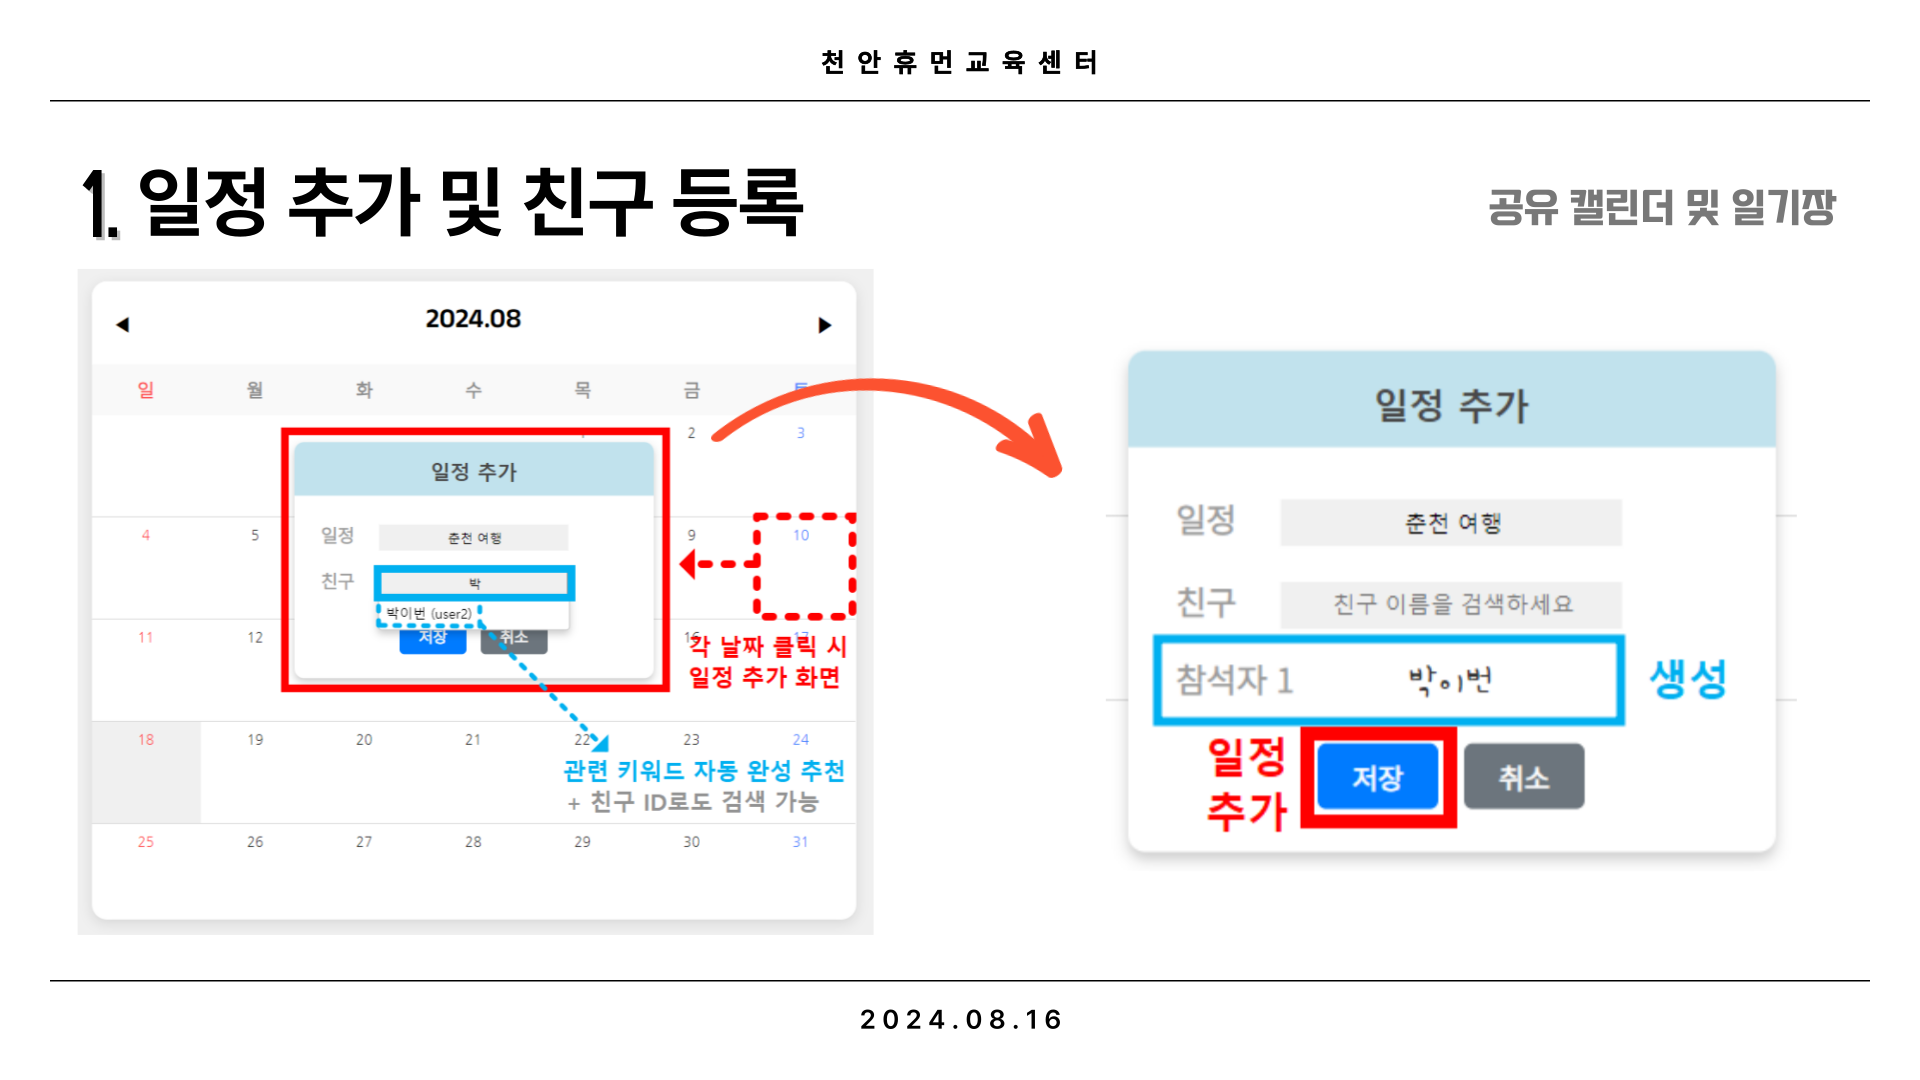 천안휴먼교육센터
1. 일정 추가 및 친구 등록
공유 캘린더 및 일기장
2024.08
일 월 화 수 목 금
2 3
일정 추가
4 5 일정 춘천 여행 9 10
친구 박
박이번 (user2)
11 12 저장 취소 16 17
각 날짜 클릭 시
일정 추가 화면
18 19 20 21 22 23 24
관련 키워드 자동 완성 추천
+ 친구 ID로도 검색 가능
25 26 27 28 29 30 31
일정 추가
일정 춘천 여행
친구 친구 이름을 검색하세요
참석자 1 박이번 생성
일정
추가
저장 취소
2024.08.16